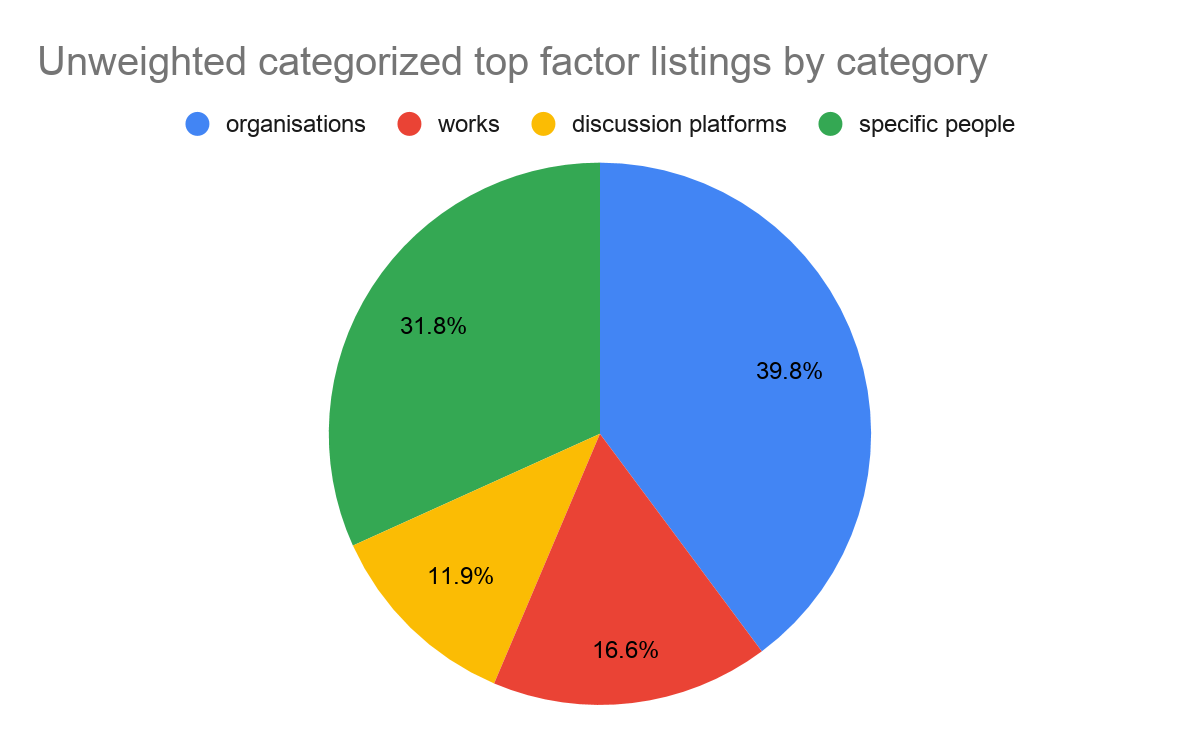 Unweighted categorized top factor listings by category
organisations works discussion platforms specific people
31.8%
39.8%
11.9%
16.6%